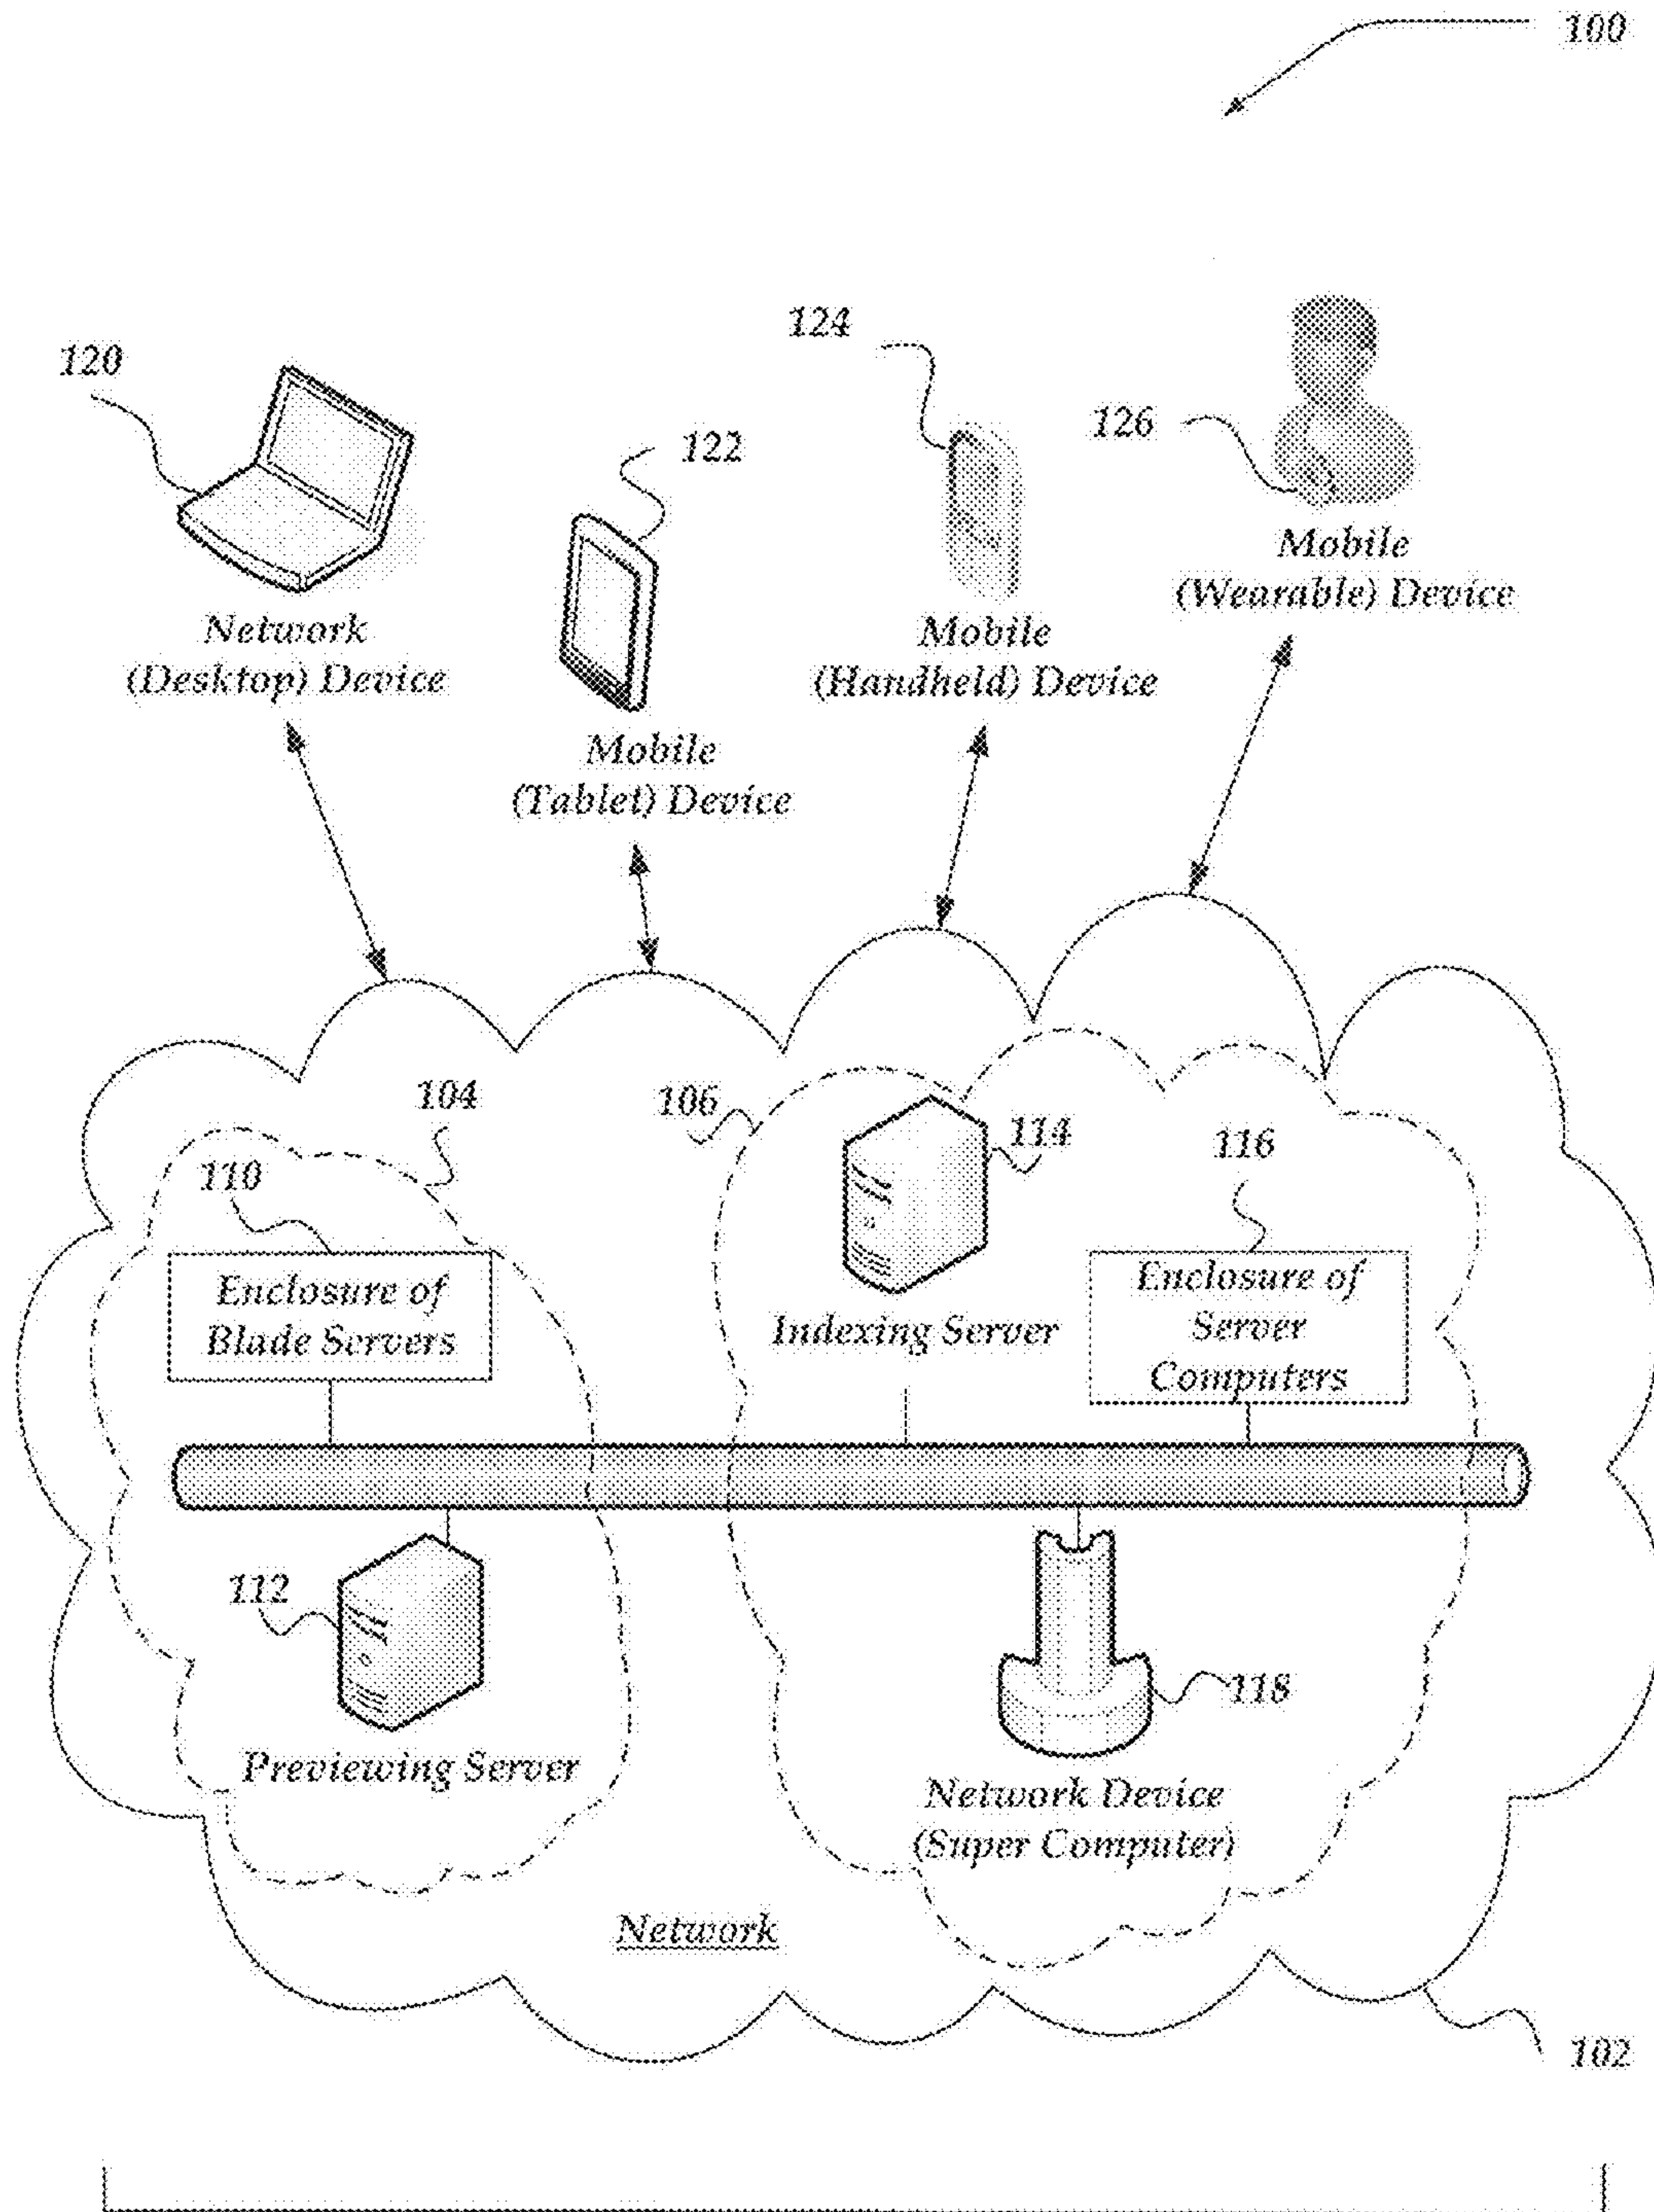 100
120
124
126
122
Mobile
(Wearable) Device
Network
(Desktop) Device
Mobile
(Handheld) Device
Mobile
(Tablet) Device
104
106
114
116
110
Enclosure of
Blade Servers
Indexing Server
Enclosure of
Server
Computers
112
118
Previewing Server
Network Device
(Super Computer)
Network
102